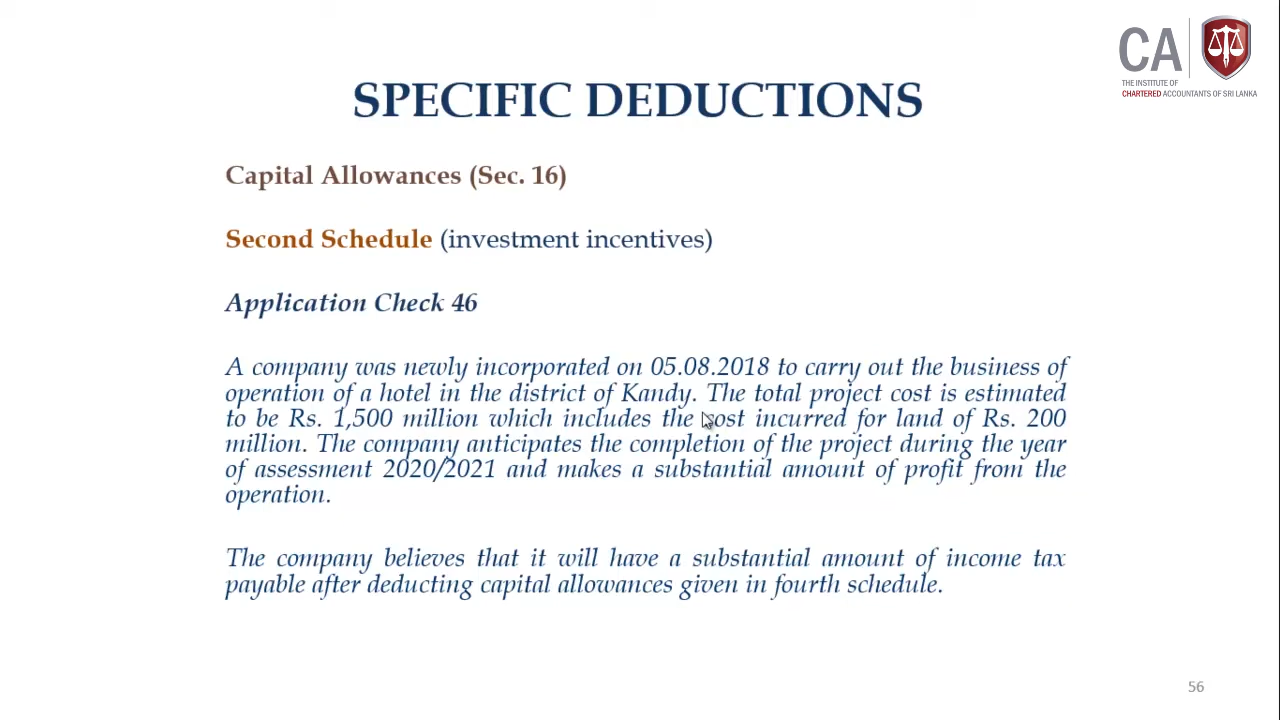 CA
THE INSTITUTE OF
CHARTERED ACCOUNTANTS OF SRI LANKA
SPECIFIC DEDUCTIONS
Capital Allowances (Sec. 16)
Second Schedule (investment incentives)
Application Check 46
A company was newly incorporated on 05.08.2018 to carry out the business of
operation of a hotel in the district of Kandy. The total project cost is estimated
to be Rs. 1,500 million which includes the cost incurred for land of Rs. 200
million. The company anticipates the completion of the project during the year
of assessment 2020/2021 and makes a substantial amount of profit from the
operation.
The company believes that it will have a substantial amount of income tax
payable after deducting capital allowances given in fourth schedule.
56